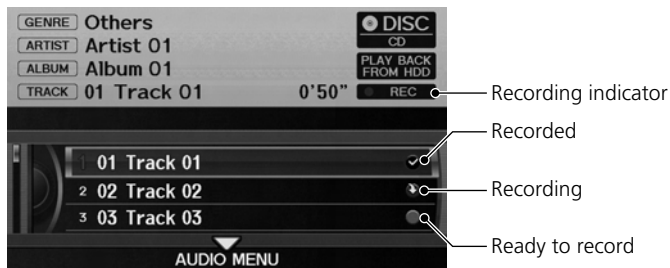 GENRE Others
ARTIST Artist 01
ALBUM Album 01
TRACK 01 Track 01 0'50"
DISC
CD
PLAY BACK
FROM HDD
REC
Recording indicator
1 01 Track 01
Recorded
2 02 Track 02
Recording
3 03 Track 03
Ready to record
AUDIO MENU